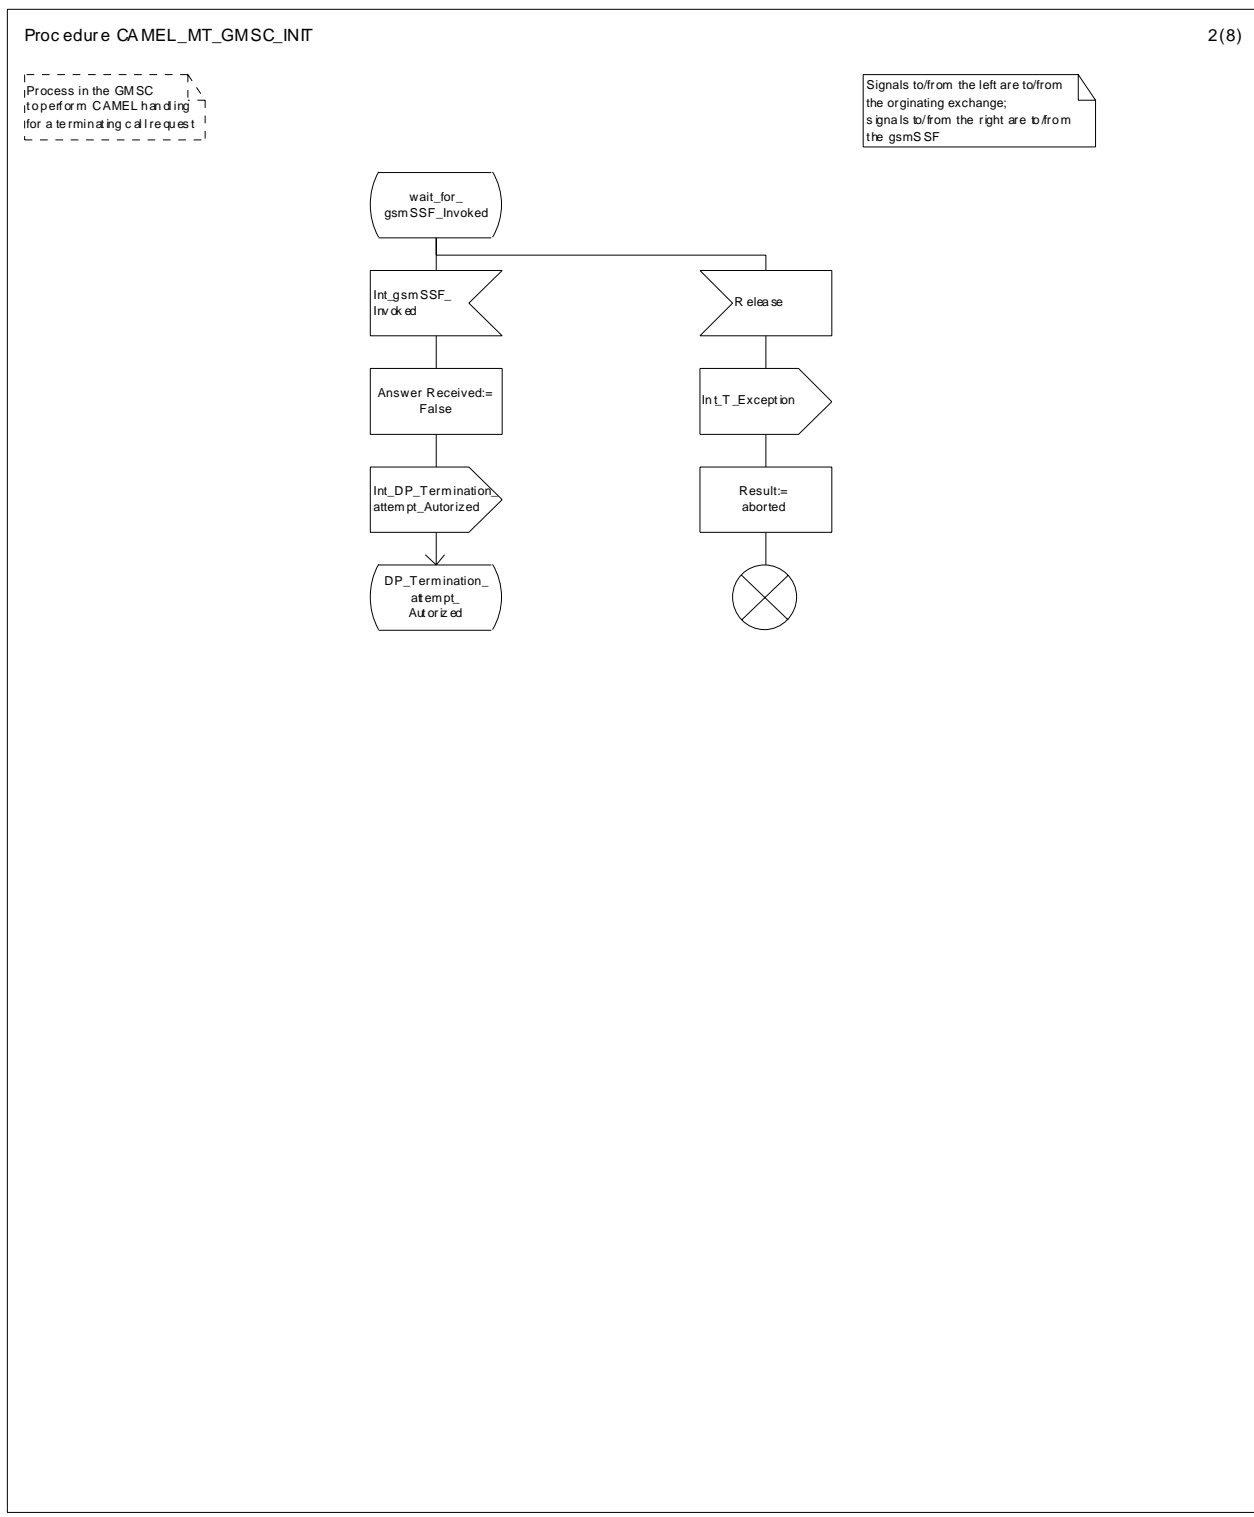 Procedure CAMEL_MT_GMSC_INIT
2(8)
Process in the GMSC
to perform CAMEL handling
for a terminating call request
Signals to/from the left are to/from
the orginating exchange;
signals to/from the right are to/from
the gsmSSF
wait_for_
gsmSSF_Invoked
Int_gsmSSF_
Invoked
Release
Answer Received:=
False
Int_T_Exception
Int_DP_Termination_
attempt_Autorized
Result:=
aborted
DP_Termination_
attempt_
Autorized